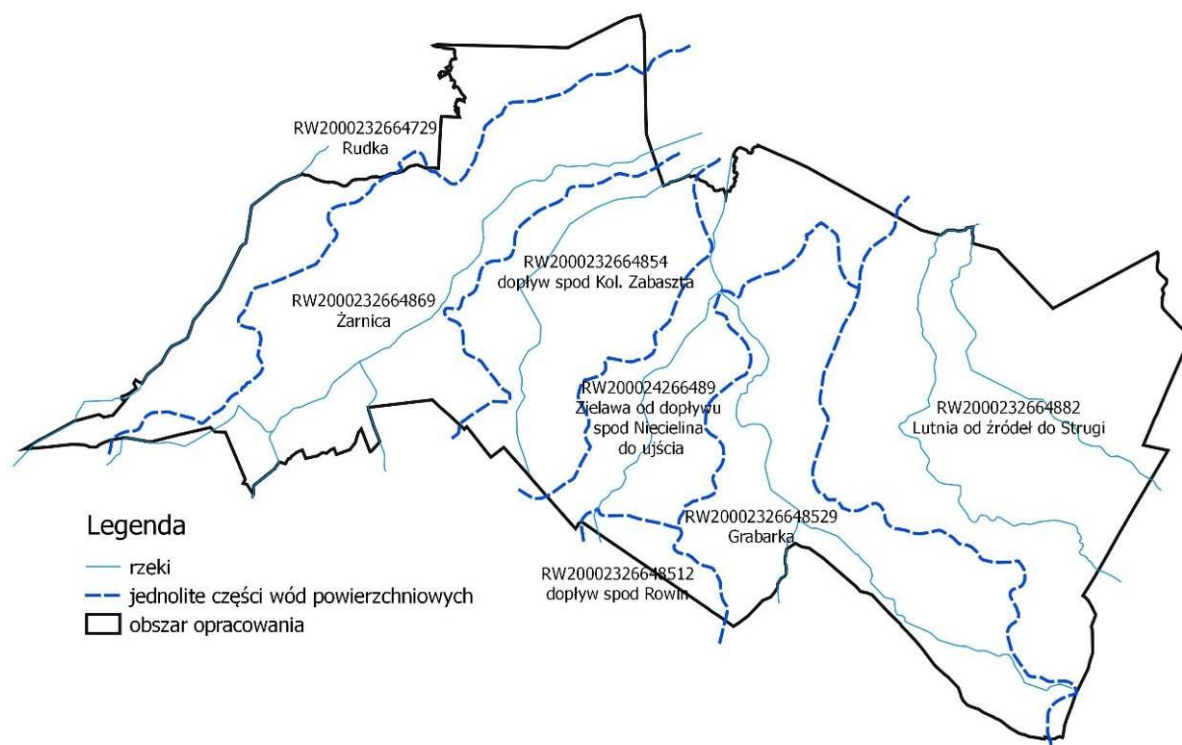 RW2000232664729
Rudka
RW2000232664854
dopływ spod Kol. Zabaszta
RW2000232664869
Żarnica
RW200024266489
Zielawa od dopływu
spod Niecielina
do ujścia
RW2000232664882
Lutnia od źródeł do Strugi
RW20002326648529
Grabarka
RW20002326648512
dopływ spod Rowin
Legenda
rzeki
jednolite części wód powierzchniowych
obszar opracowania